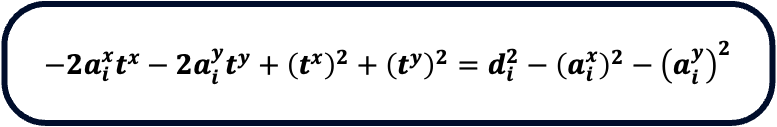 $-2a_i^x t^x - 2a_i^y t^y + (t^x)^2 + (t^y)^2 = d_i^2 - (a_i^x)^2 - (a_i^y)^2$